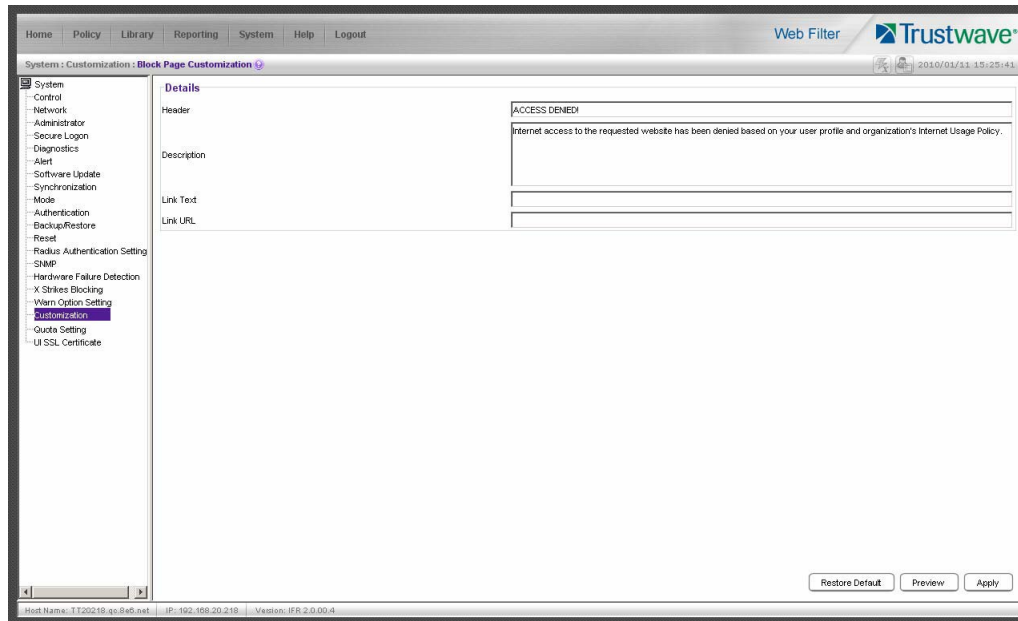 Home Policy Library Reporting System Help Logout
Web Filter
Trustwave®
System : Customization : Block Page Customization
2010/01/11 15:25:41
System
Control
Network
Administrator
Secure Logon
Diagnostics
Alert
Software Update
Synchronization
Mode
Authentication
Backup/Restore
Reset
Radius Authentication Setting
SNMP
Hardware Failure Detection
X Strikes Blocking
Warn Option Setting
Customization
Quota Setting
UI SSL Certificate
Details
Header
ACCESS DENIED!
Description
Internet access to the requested website has been denied based on your user profile and organization's Internet Usage Policy.
Link Text
Link URL
Restore Default Preview Apply
Host Name: TT20218.qc.8e6.net IP: 192.168.20.218 Version: IFR 2.0.00.4